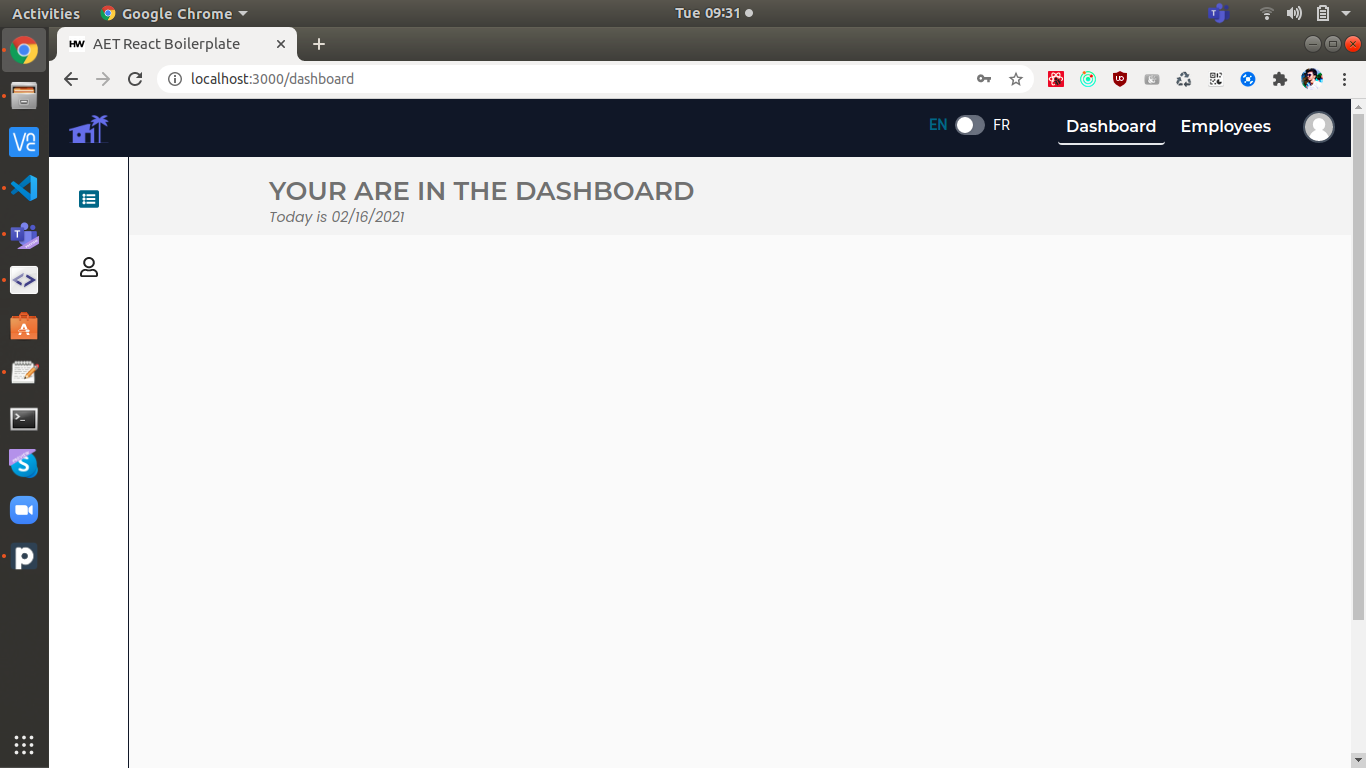 Activities
Google Chrome
Tue 09:31
HW
AET React Boilerplate
localhost:3000/dashboard
EN
FR
Dashboard
Employees
YOUR ARE IN THE DASHBOARD
Today is 02/16/2021